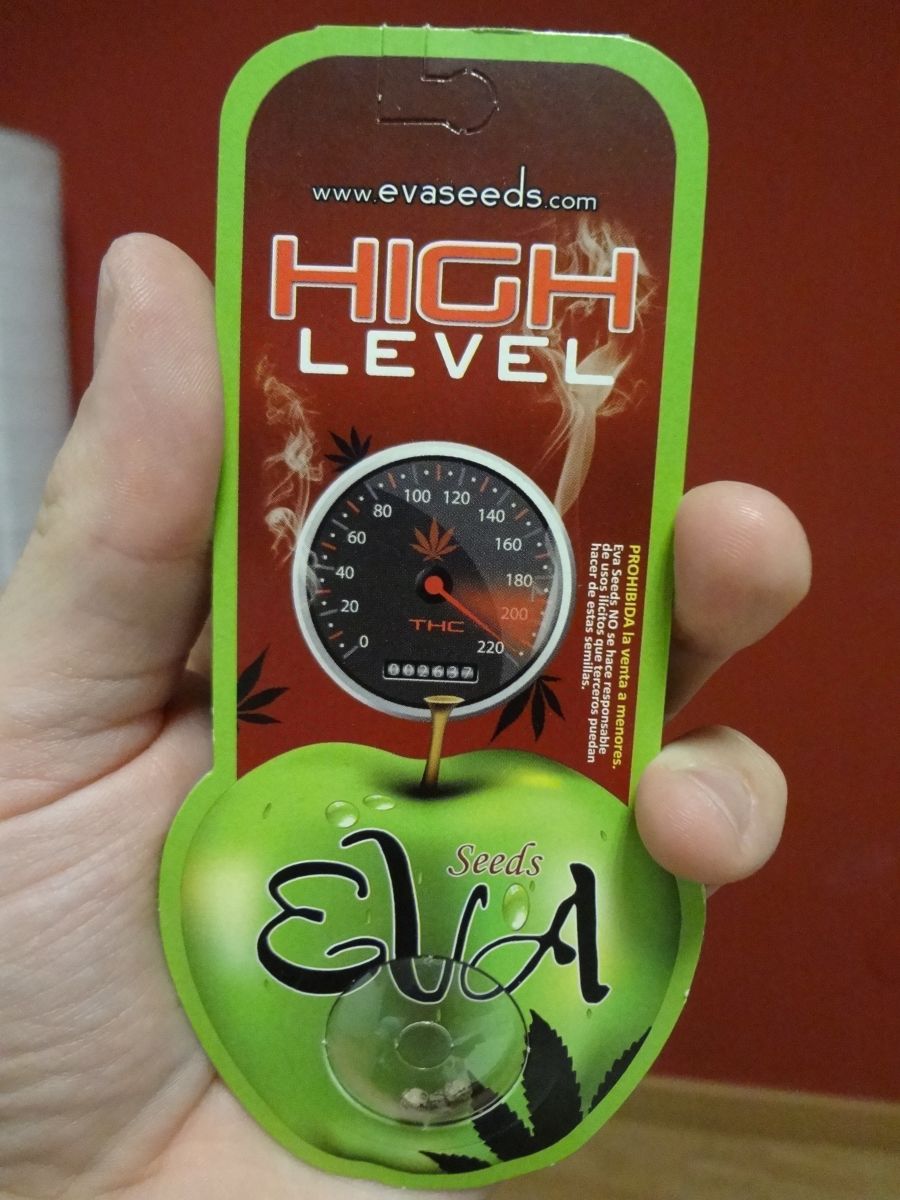 www.evaseeds.com
HIGH
LEVEL
0
20
40
60
80
100
120
140
160
180
200
220
THC
002637
PROHIBIDA la venta a menores.
Eva Seeds NO se hace responsable
de usos ilícitos que terceros puedan
hacer de estas semillas.
Seeds
EVA